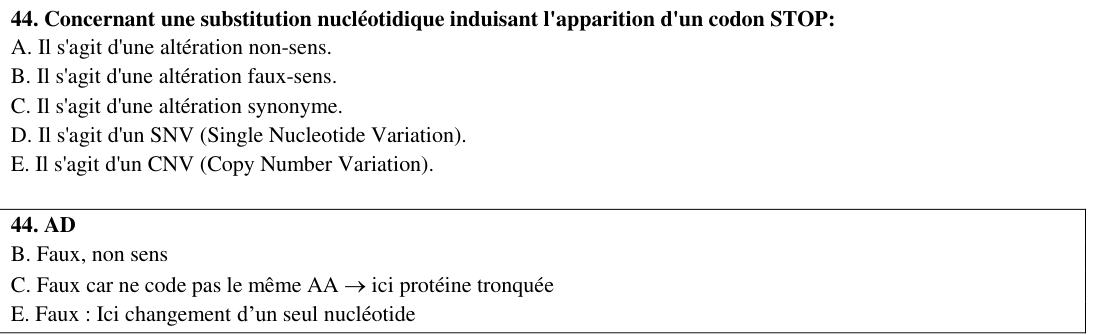 44. Concernant une substitution nucléotidique induisant l'apparition d'un codon STOP:
A. Il s'agit d'une altération non-sens.
B. Il s'agit d'une altération faux-sens.
C. Il s'agit d'une altération synonyme.
D. Il s'agit d'un SNV (Single Nucleotide Variation).
E. Il s'agit d'un CNV (Copy Number Variation).
44. AD
B. Faux, non sens
C. Faux car ne code pas le même AA → ici protéine tronquée
E. Faux : Ici changement d’un seul nucléotide